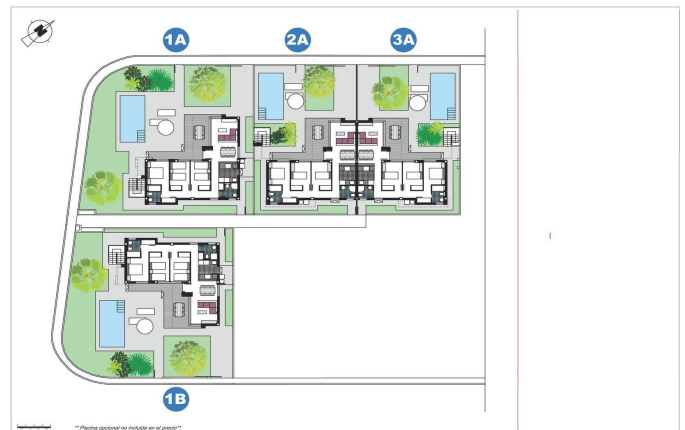 N
1A
2A
3A
1B
** Piscina opcional no incluida en el precio**